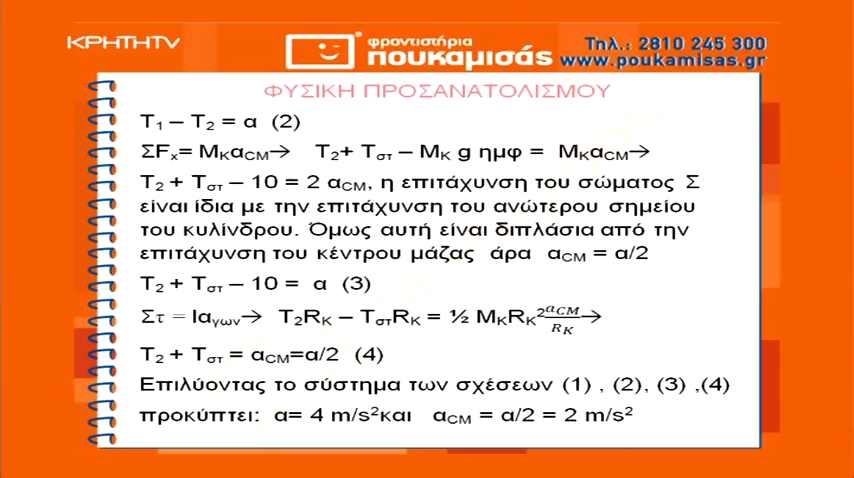 ΚΡΗΤΗTV
φροντιστήρια
πουκαμισάς
Τηλ.: 2810 245 300
www.poukamisas.gr
ΦΥΣΙΚΗ ΠΡΟΣΑΝΑΤΟΛΙΣΜΟΥ
T₁ – T₂ = α (2)
ΣFₓ= MₖαCM→ T₂+ Tστ – Mₖ g ημφ = MₖαCM→
T₂ + Tστ – 10 = 2 αCM, η επιτάχυνση του σώματος Σ
είναι ίδια με την επιτάχυνση του ανώτερου σημείου
του κυλίνδρου. Όμως αυτή είναι διπλάσια από την
επιτάχυνση του κέντρου μάζας άρα αCM = α/2
T₂ + Tστ – 10 = α (3)
Στ = Ιαγων→ T₂Rₖ – TστRₖ = ½ MₖRₖ² αCM/Rₖ→
T₂ + Tστ = αCM=α/2 (4)
Επιλύοντας το σύστημα των σχέσεων (1) , (2), (3) ,(4)
προκύπτει: α= 4 m/s²και αCM = α/2 = 2 m/s²